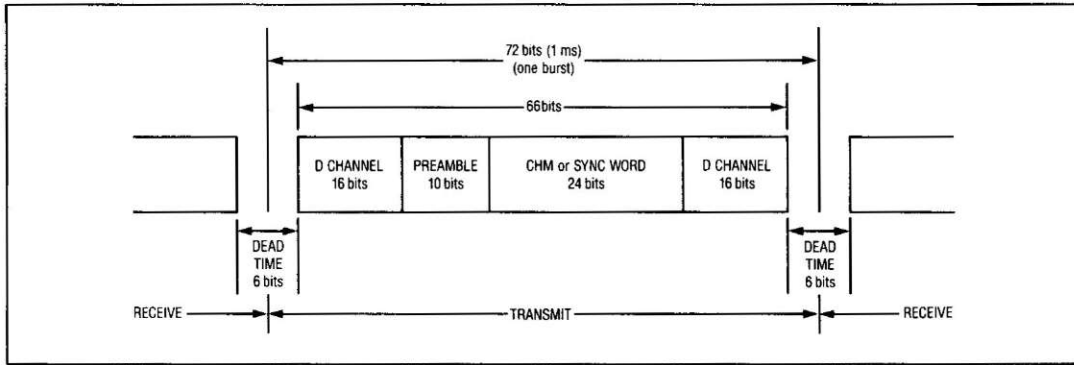 72 bits (1 ms)
(one burst)
66bits
D CHANNEL
16 bits
PREAMBLE
10 bits
CHM or SYNC WORD
24 bits
D CHANNEL
16 bits
DEAD
TIME
6 bits
DEAD
TIME
6 bits
RECEIVE
TRANSMIT
RECEIVE